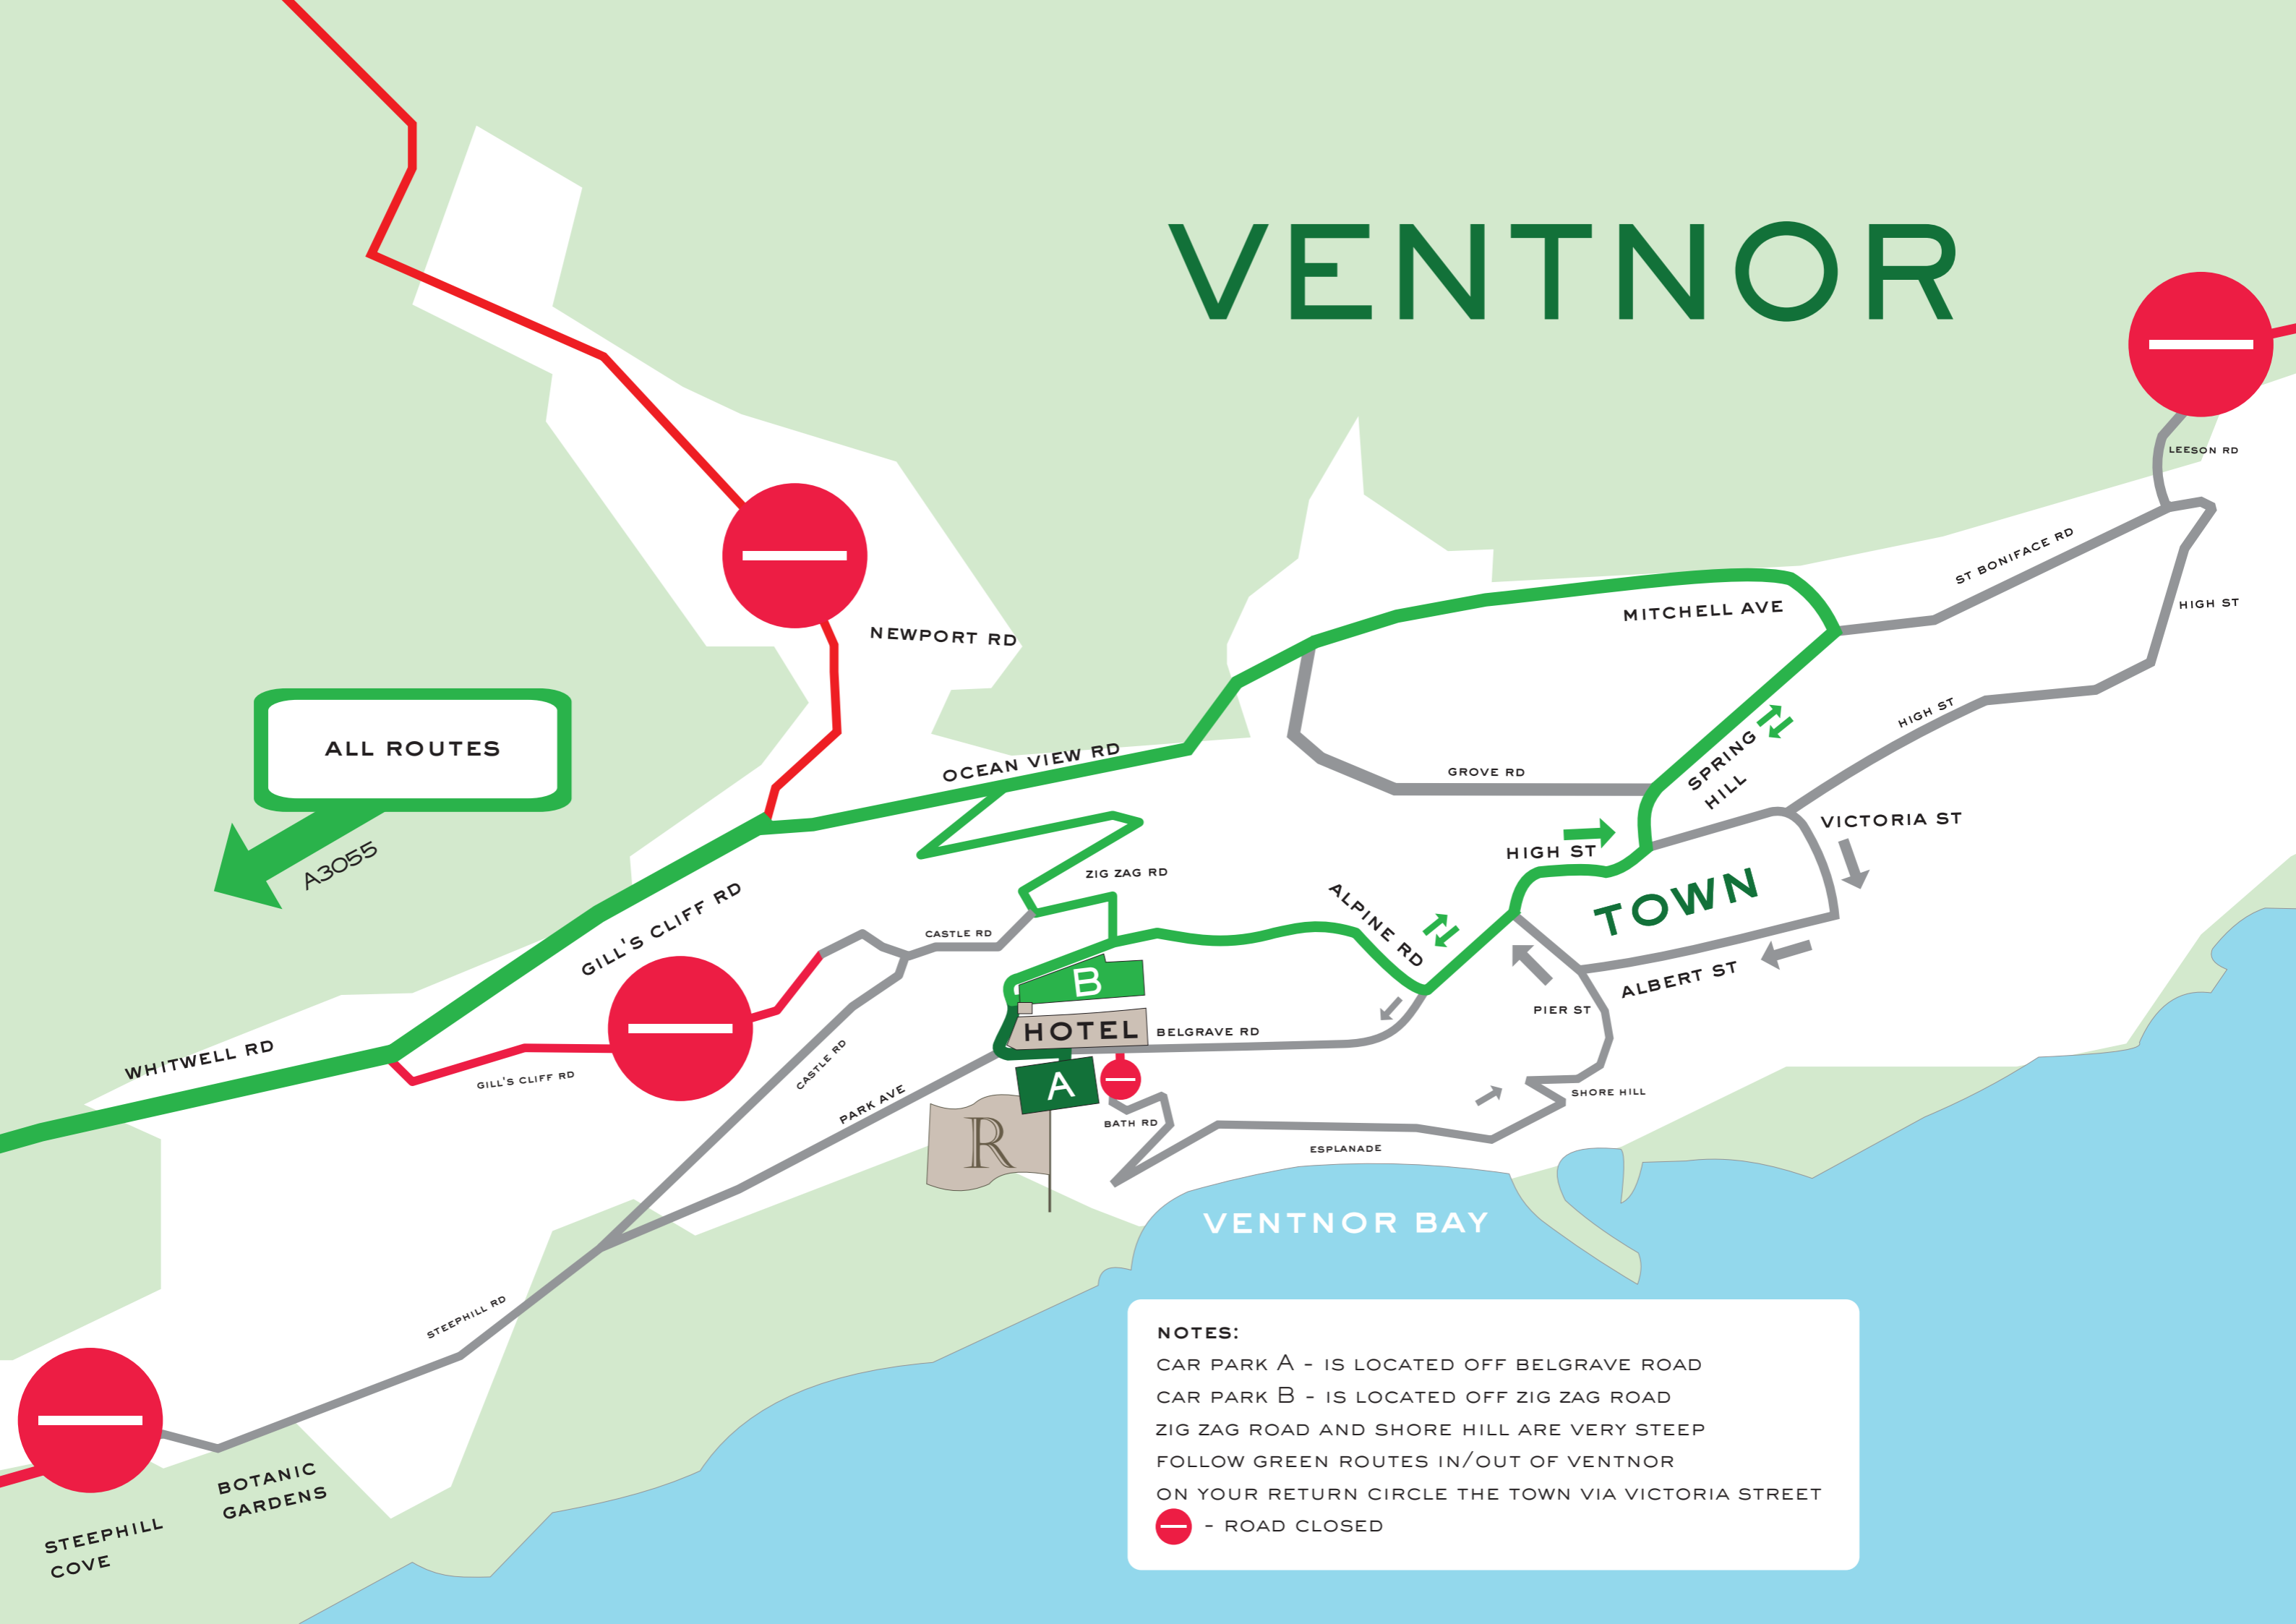 VENTNOR
LEESON RD
ST BONIFACE RD
HIGH ST
MITCHELL AVE
NEWPORT RD
HIGH ST
ALL ROUTES
A3055
OCEAN VIEW RD
GROVE RD
SPRING
HILL
VICTORIA ST
HIGH ST
ZIG ZAG RD
TOWN
GILL'S CLIFF RD
ALPINE RD
CASTLE RD
ALBERT ST
B
PIER ST
HOTEL
BELGRAVE RD
WHITWELL RD
GILL'S CLIFF RD
CASTLE RD
PARK AVE
A
SHORE HILL
BATH RD
R
ESPLANADE
VENTNOR BAY
STEEPHILL RD
BOTANIC
GARDENS
STEEPHILL
COVE
NOTES:
CAR PARK A - IS LOCATED OFF BELGRAVE ROAD
CAR PARK B - IS LOCATED OFF ZIG ZAG ROAD
ZIG ZAG ROAD AND SHORE HILL ARE VERY STEEP
FOLLOW GREEN ROUTES IN/OUT OF VENTNOR
ON YOUR RETURN CIRCLE THE TOWN VIA VICTORIA STREET
- ROAD CLOSED